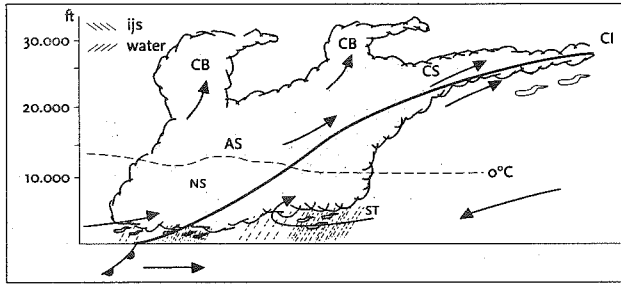 ft
ijs
water
30.000
20.000
10.000
CB
CB
CS
CI
AS
NS
0°C
ST